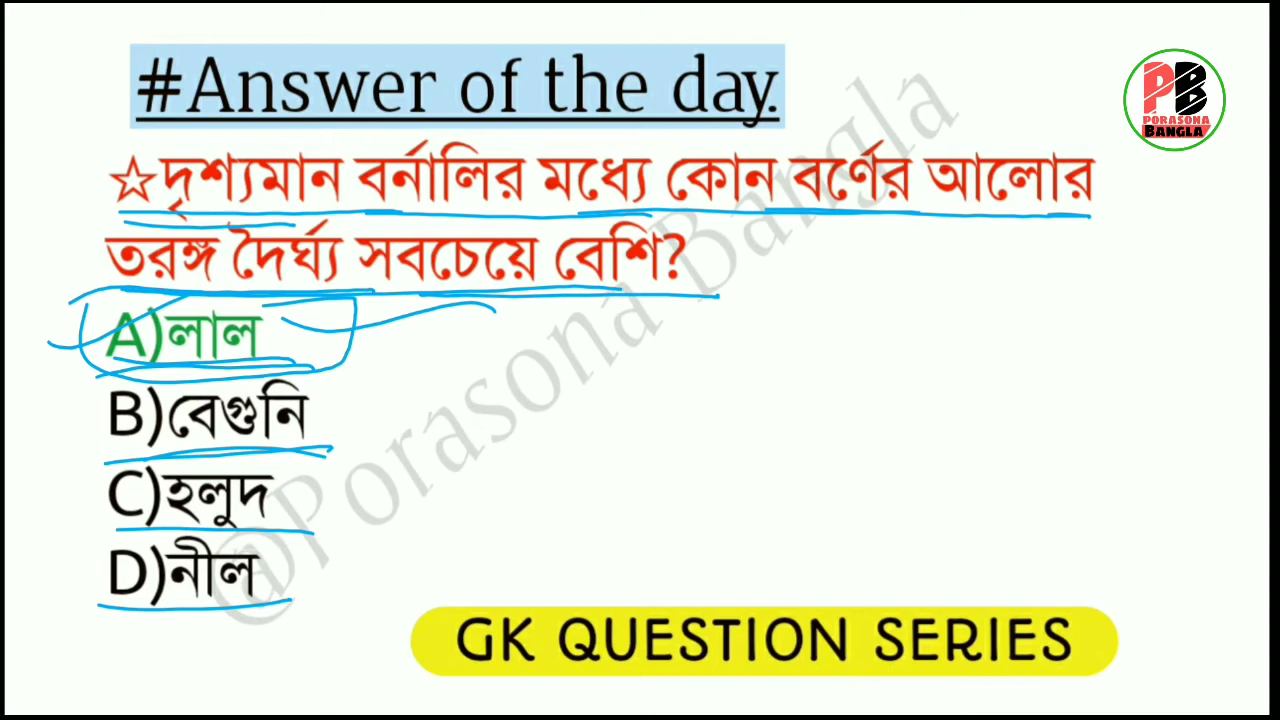 #Answer of the day.
PB
PORASONA
BANGLA
☆দৃশ্যমান বর্নালির মধ্যে কোন বর্ণের আলোর
তরঙ্গ দৈর্ঘ্য সবচেয়ে বেশি?
A)লাল
B)বেগুনি
C)হলুদ
D)নীল
@Porasona Bangla
GK QUESTION SERIES